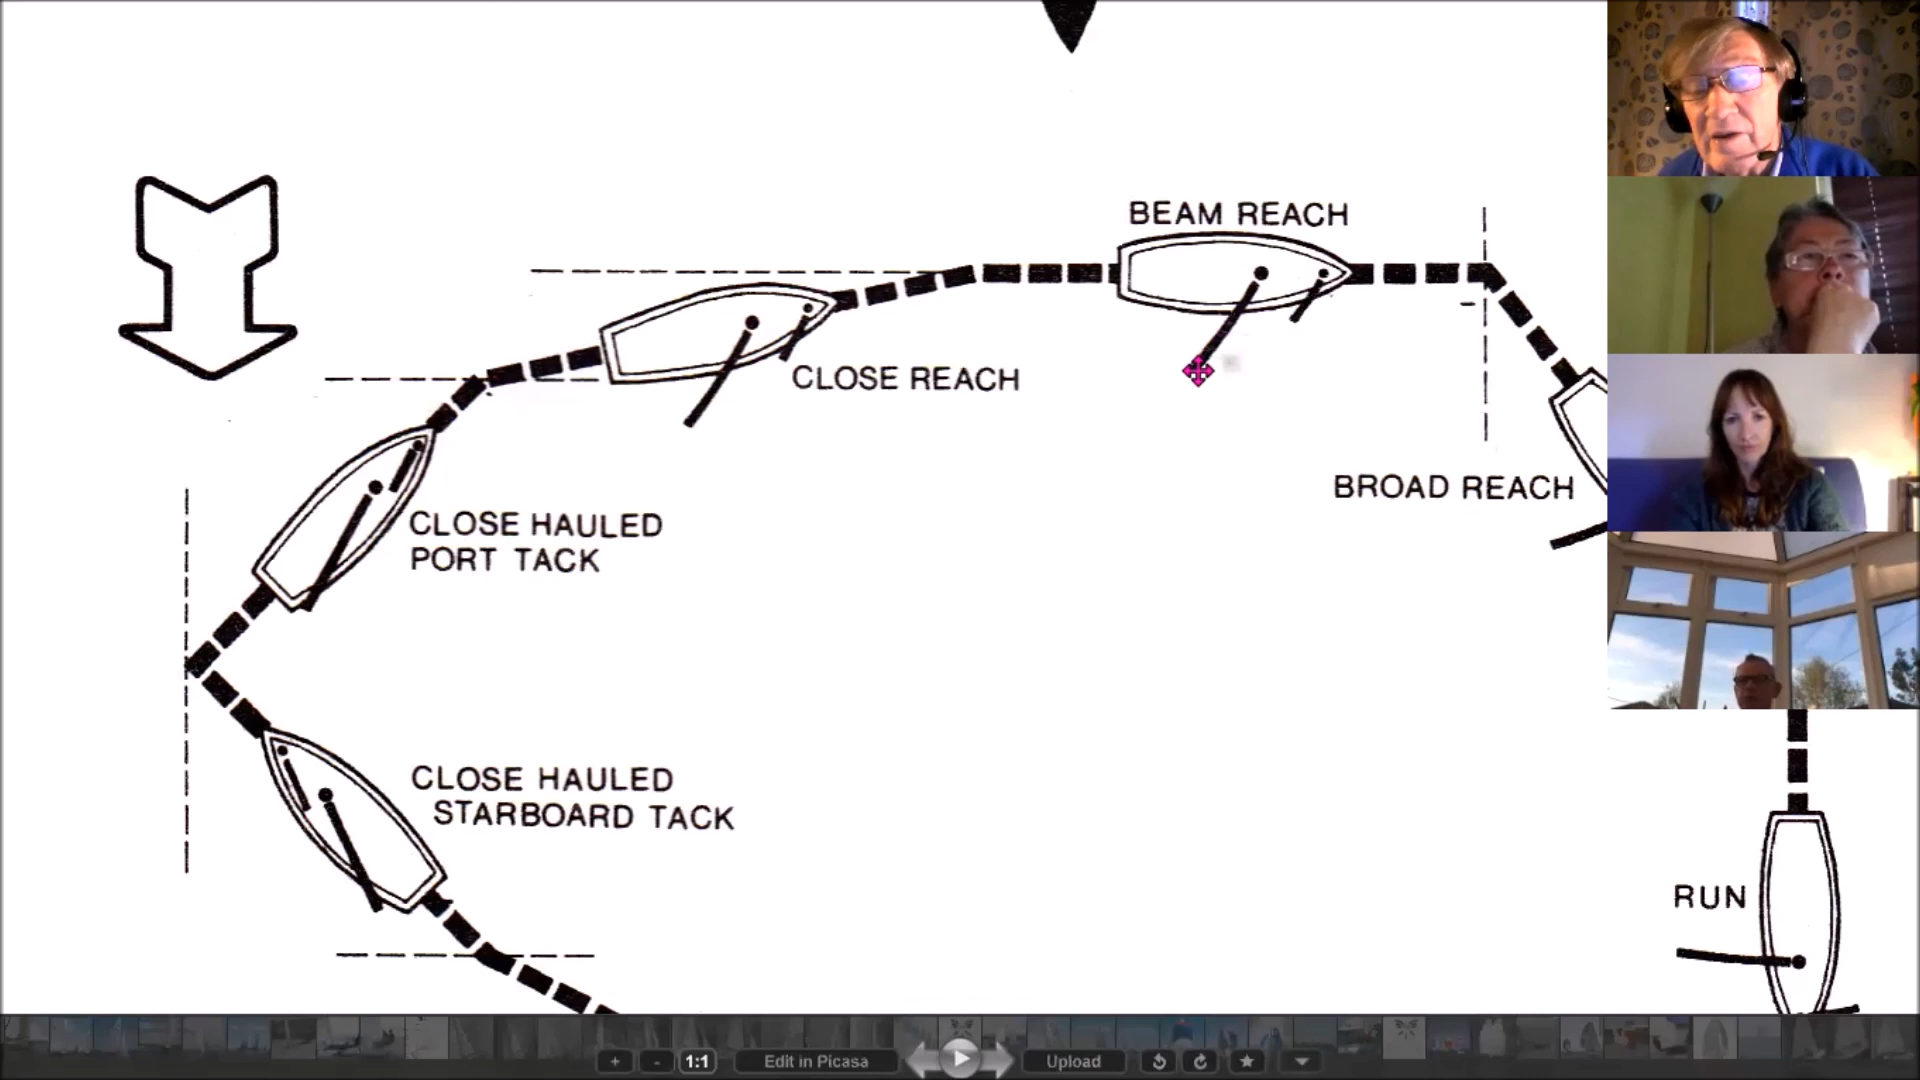 BEAM REACH
CLOSE REACH
BROAD REACH
CLOSE HAULED
PORT TACK
CLOSE HAULED
STARBOARD TACK
RUN
+
-
1:1
Edit in Picasa
Upload